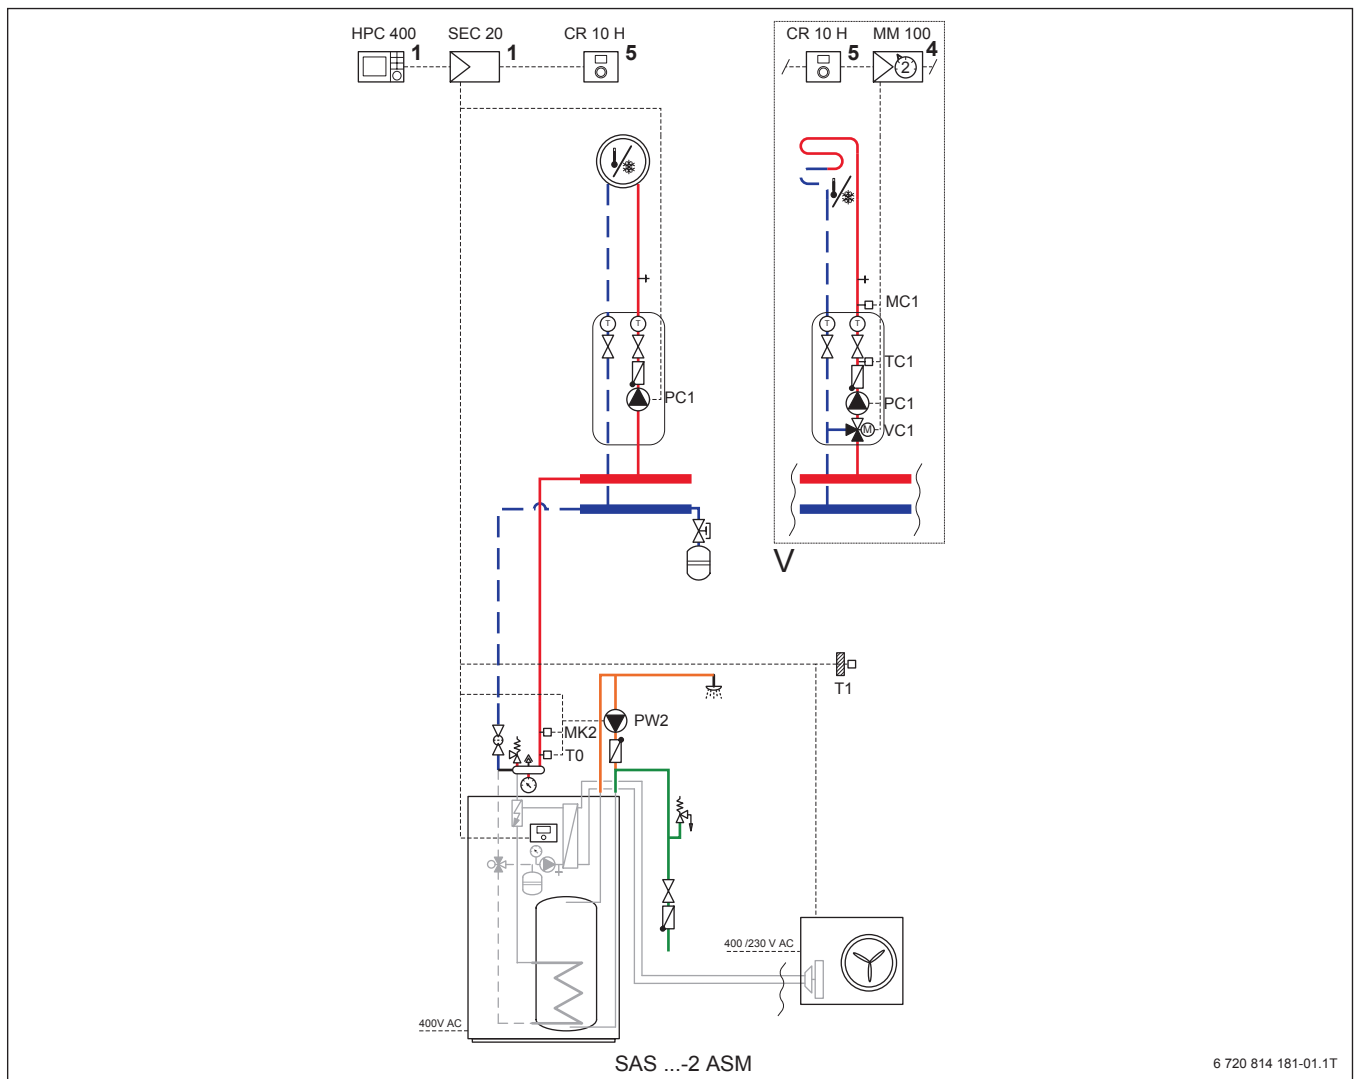 HPC 400 SEC 20 CR 10 H CR 10 H MM 100
1 1 5 5 4
2
MC1
T T T T
TC1
PC1 PC1
M VC1
V
T1
PW2
MK2
T0
400 /230 V AC
400V AC
SAS ...-2 ASM
6 720 814 181-01.1T